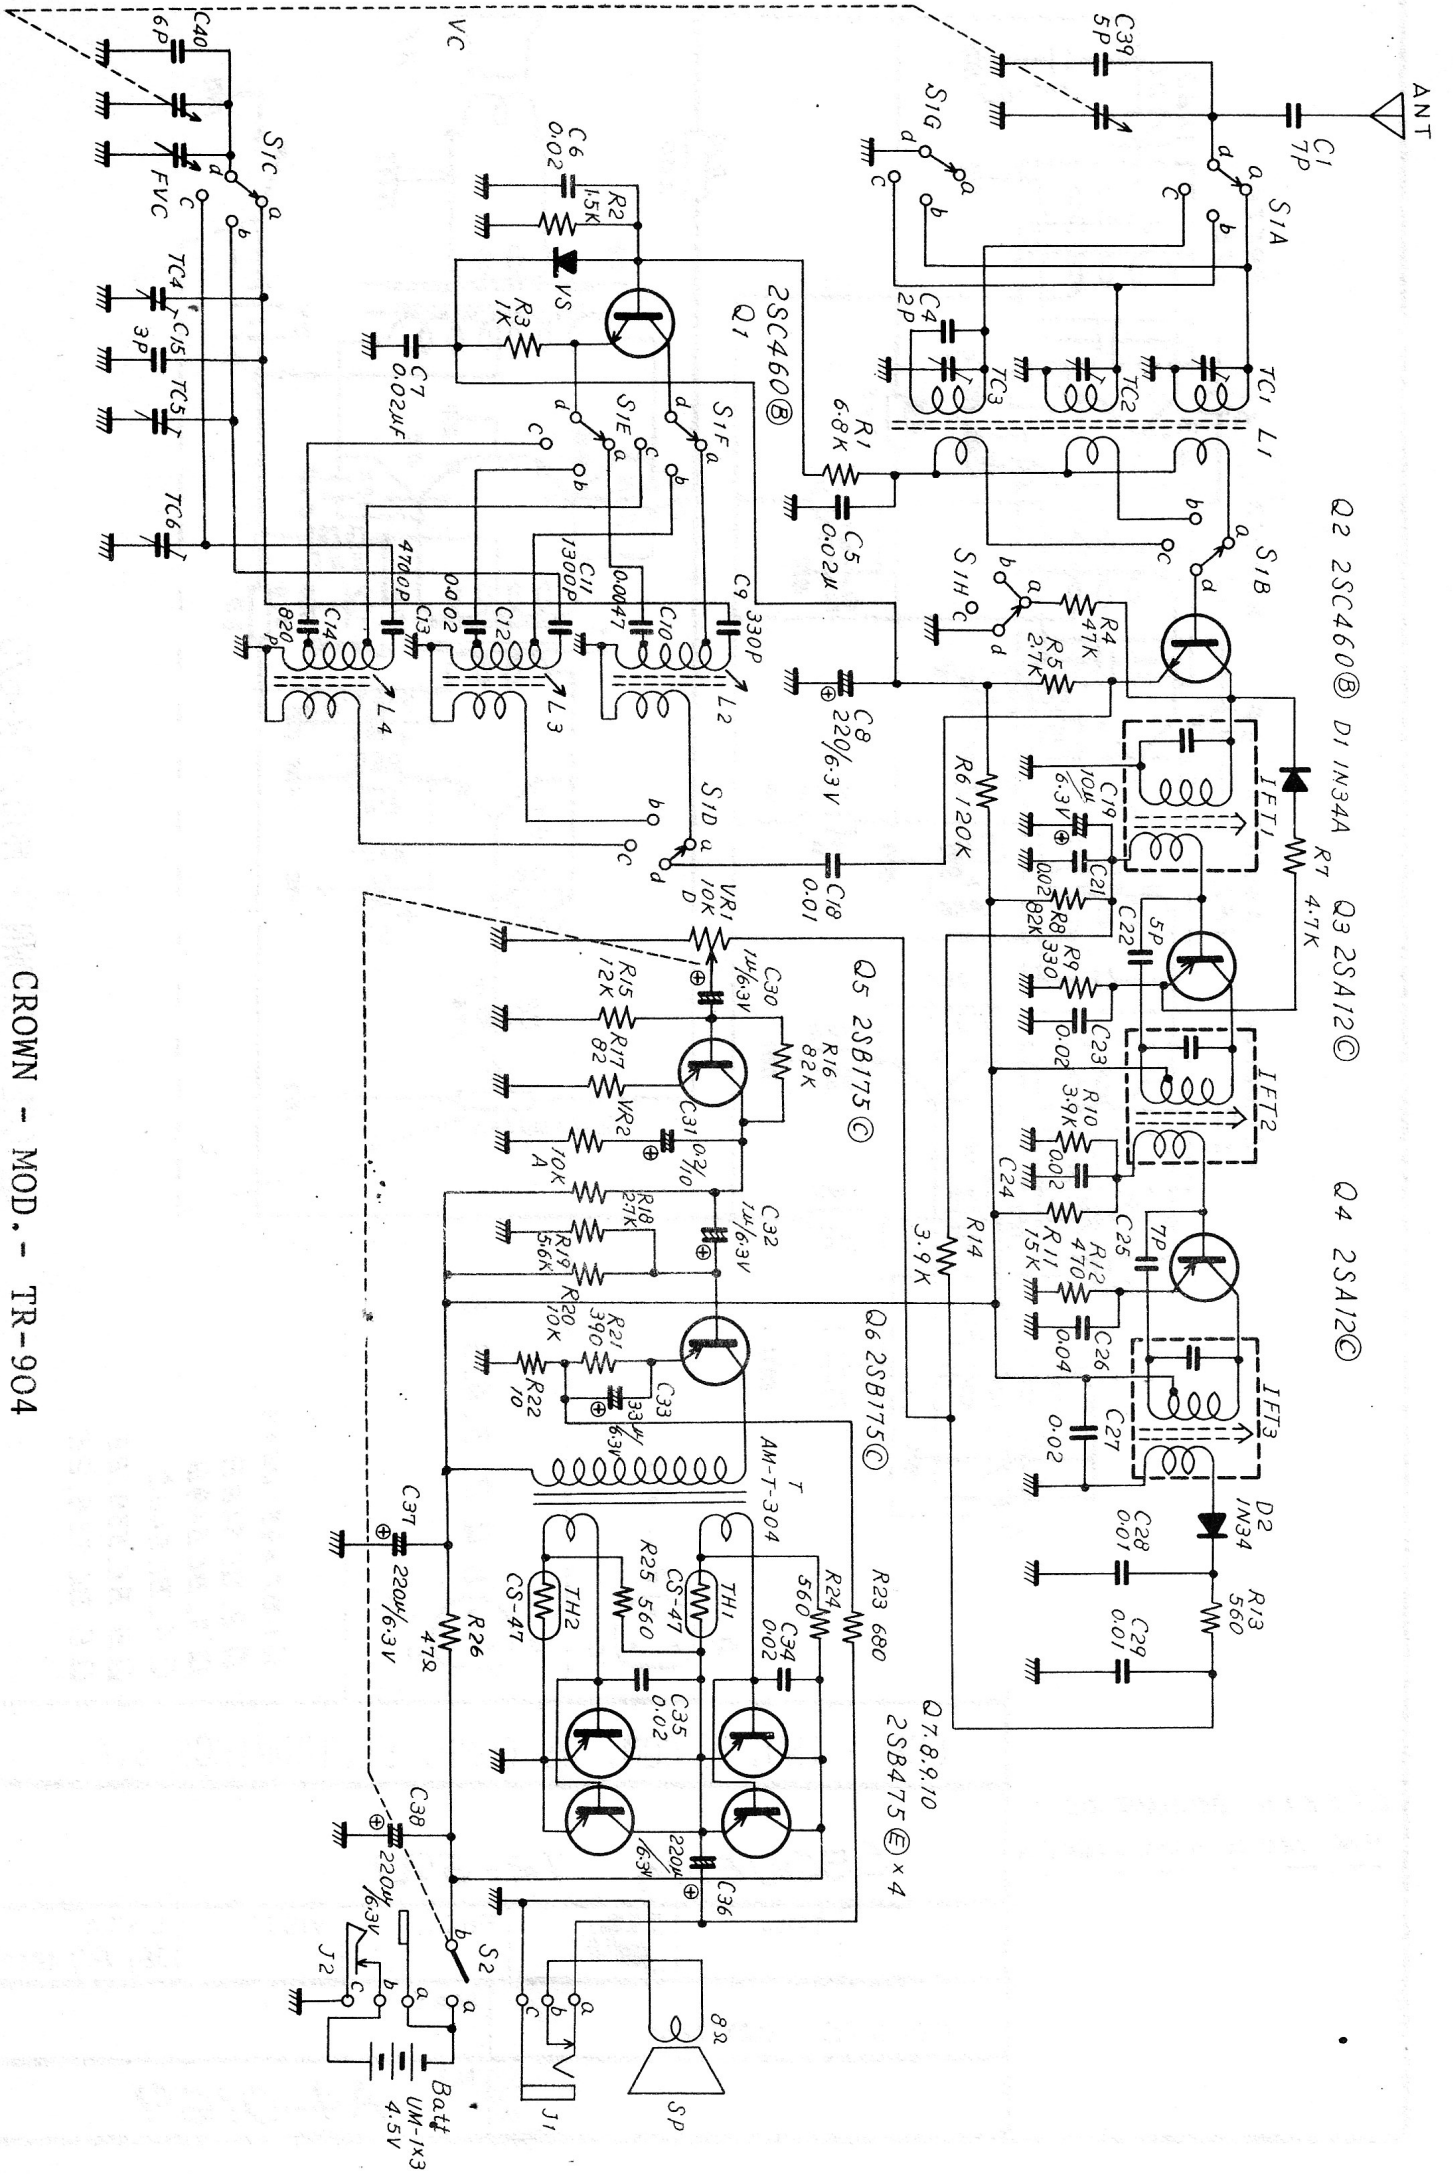 ANT
C1
7P
C39
5P
S1G
d
a
b
c
d
a
S1A
c
b
C4
2P
TC1
TC2
TC3
L1
R1
6.8K
C5
0.02μ
S1B
a
b
c
d
S1H
b
a
c
d
R4
47K
R5
2.7K
Q2 2SC460Ⓑ
D1 1N34A
Q3 2SA12Ⓒ
Q4 2SA12Ⓒ
IFT1
R7 4.7K
R6 120K
C19
10μ
6.3V
⊕
C21
0.02
R8
82K
C22
5P
R9
330
C23
0.02
IFT2
R10
3.9K
0.02
C24
C25
7P
R11
15K
R12
470
C26
0.04
IFT3
C27
0.02
D2
1N34
C28
0.01
R13
560
C29
0.01
R14
3.9K
VC
C40
6P
S1C
d
a
c
b
FVC
TC4
C15
3P
TC5
TC6
C6
0.02
R2
1.5K
VS
R3
1K
C7
0.02μF
2SC460Ⓑ
Q1
S1F
d
a
c
b
S1E
d
a
c
b
C9 330P
C10
0.0047
C11
1300P
C12
0.002
C13
4700P
C14
820
P
L2
L3
L4
C8
220/6.3V
⊕
S1D
a
b
c
d
C18
0.01
VR1
10K
D
C30
1μ/6.3V
⊕
R15
12K
R16
82K
R17
82
Q5 2SB175Ⓒ
VR2
10K
A
C31
0.2/10
⊕
C32
1μ/6.3V
⊕
R18
2.7K
R19
5.6K
R20
10K
R21
390
R22
10
C33
33μ/
6.3V
⊕
Q6 2SB175Ⓒ
T
AM-T-304
R23 680
R24
560
TH1
CS-47
R25 560
TH2
CS-47
C34
0.02
C35
0.02
Q7.8.9.10
2SB475Ⓔ×4
C36
220μ
/6.3V
⊕
C37
220μ/6.3V
⊕
R26
47Ω
C38
220μ
/6.3V
⊕
S2
b
a
J2
c
b
a
Batt
UM-1×3
4.5V
J1
c
b
a
8Ω
SP
CROWN - MOD. - TR-904